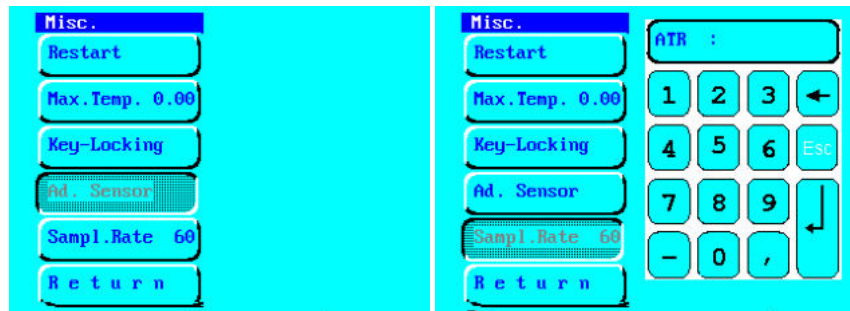 Misc.
Restart
Max.Temp. 0.00
Key-Locking
Ad. Sensor
Sampl.Rate 60
R e t u r n
Misc.
Restart
Max.Temp. 0.00
Key-Locking
Ad. Sensor
Sampl.Rate 60
R e t u r n
ATR :
1 2 3 ←
4 5 6 Esc
7 8 9 ↵
- 0 ,